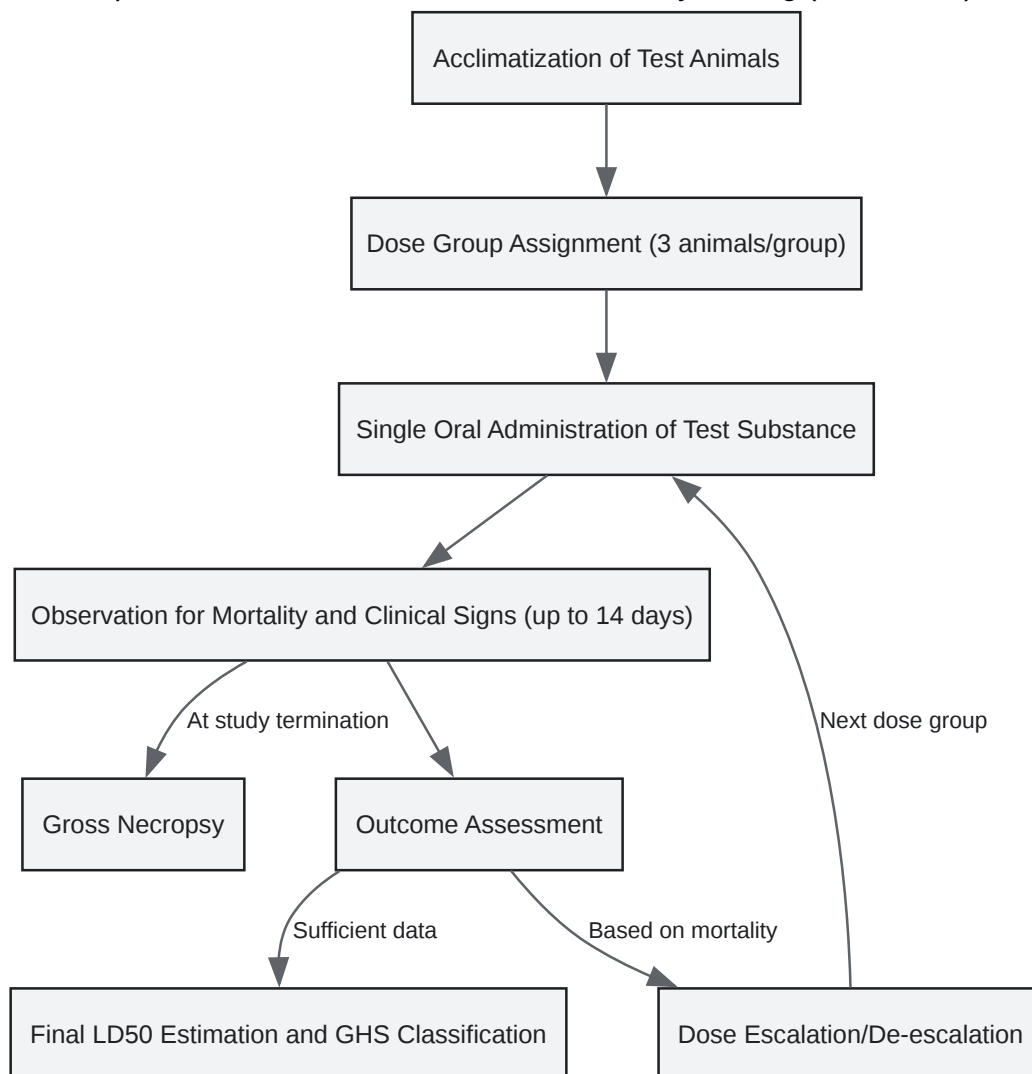 Acclimatization of Test Animals
Dose Group Assignment (3 animals/group)
Single Oral Administration of Test Substance
Observation for Mortality and Clinical Signs (up to 14 days)
At study termination
Next dose group
Gross Necropsy
Outcome Assessment
Sufficient data
Based on mortality
Final LD50 Estimation and GHS Classification
Dose Escalation/De-escalation